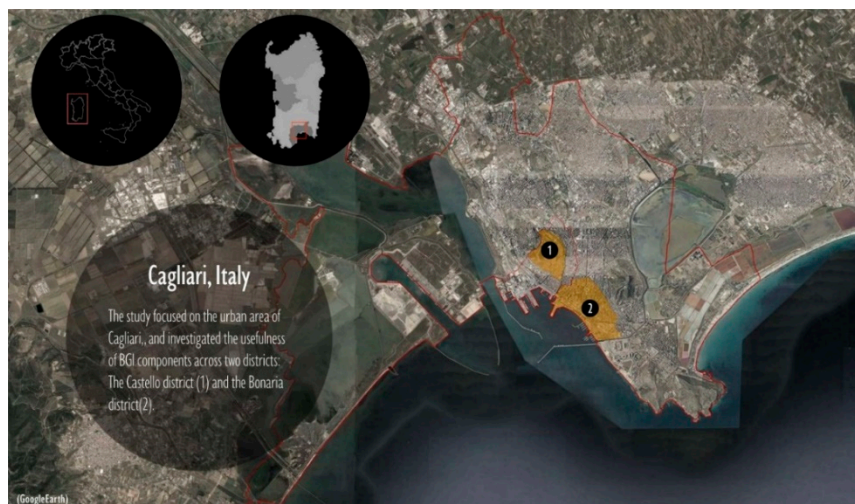 Cagliari, Italy
The study focused on the urban area of
Cagliari,, and investigated the usefulness
of BGI components across two districts:
The Castello district (1) and the Bonaria
district(2).
1
2
(GoogleEarth)